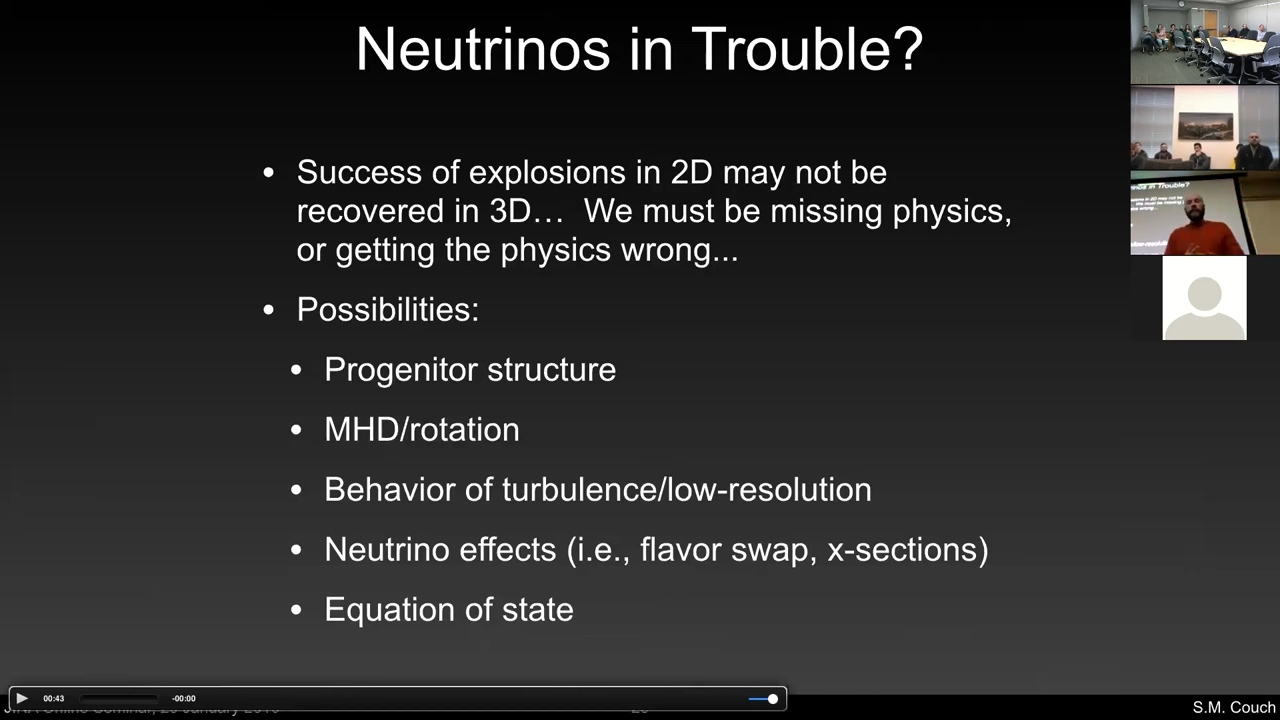 Neutrinos in Trouble?
• Success of explosions in 2D may not be
recovered in 3D… We must be missing physics,
or getting the physics wrong...
• Possibilities:
• Progenitor structure
• MHD/rotation
• Behavior of turbulence/low-resolution
• Neutrino effects (i.e., flavor swap, x-sections)
• Equation of state
00:43
-00:00
S.M. Couch